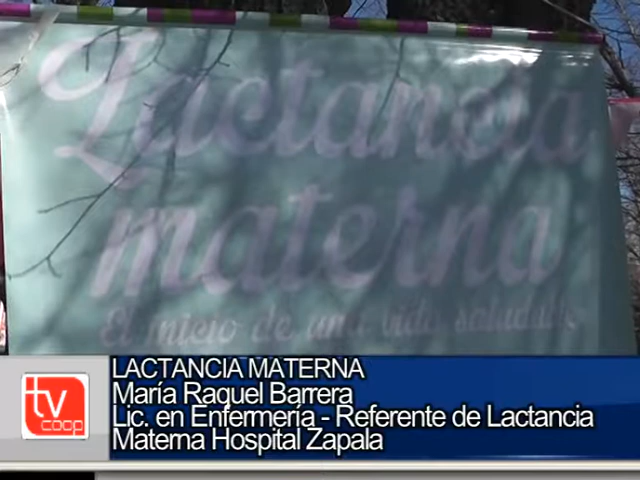 Lactancia
materna
El inicio de una vida saludable
LACTANCIA MATERNA
María Raquel Barrera
Lic. en Enfermería - Referente de Lactancia
Materna Hospital Zapala
tv
coop